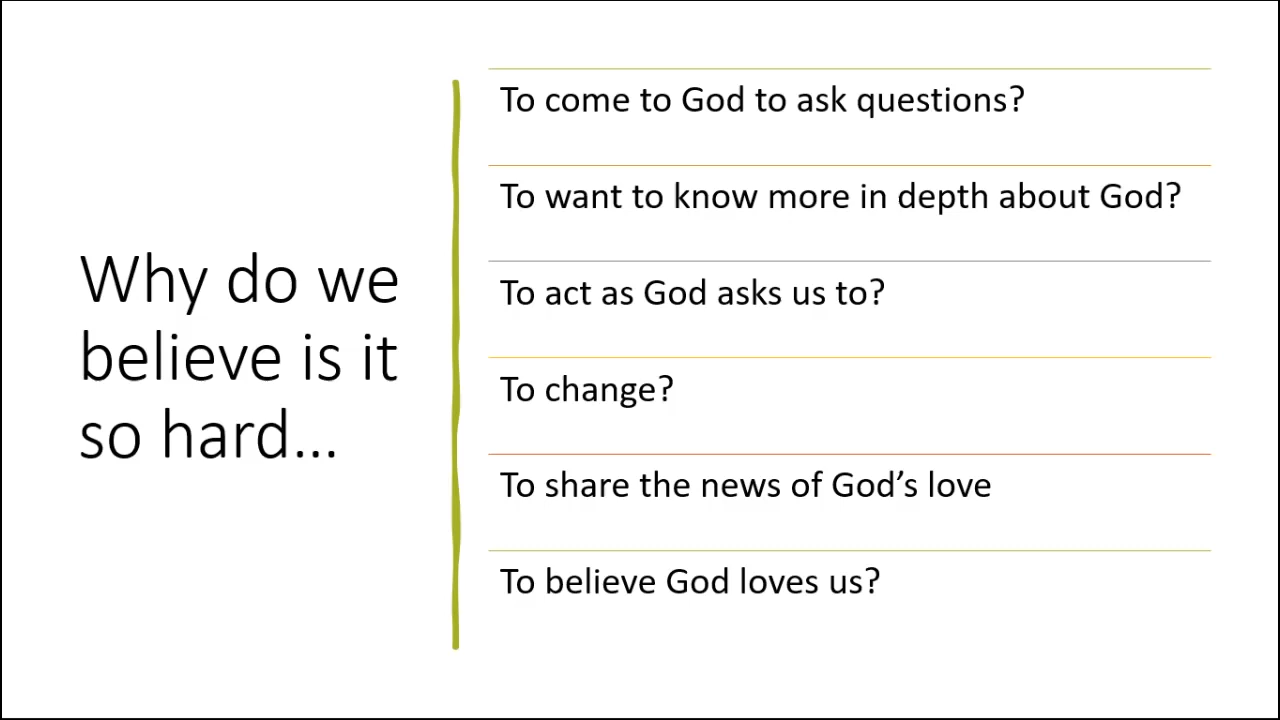 Why do we
believe is it
so hard...
To come to God to ask questions?
To want to know more in depth about God?
To act as God asks us to?
To change?
To share the news of God’s love
To believe God loves us?